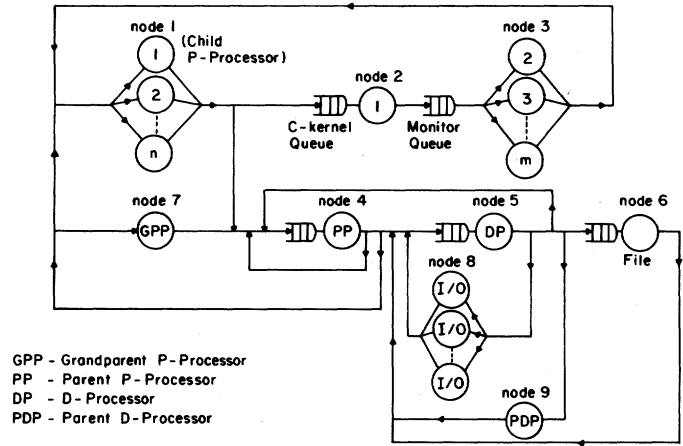 node 1
(Child
P-Processor)
1
2
n
node 2
1
C-kernel
Queue
Monitor
Queue
node 3
2
3
m
node 7
GPP
node 4
PP
node 5
DP
node 6
File
node 8
I/O
I/O
I/O
node 9
PDP
GPP - Grandparent P-Processor
PP - Parent P-Processor
DP - D-Processor
PDP - Parent D-Processor